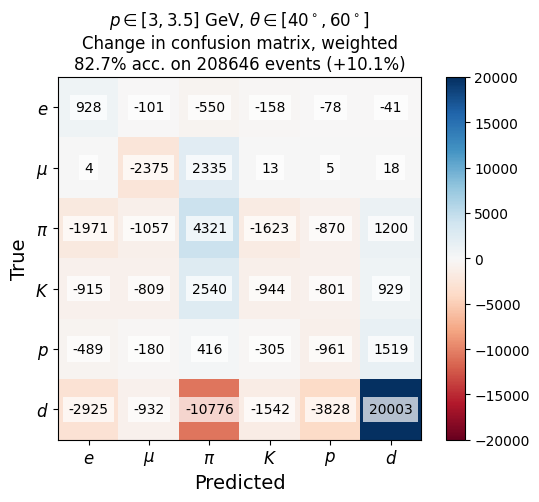 p ∈ [3, 3.5] GeV, θ ∈ [40°, 60°]
Change in confusion matrix, weighted
82.7% acc. on 208646 events (+10.1%)
e 928 -101 -550 -158 -78 -41
μ 4 -2375 2335 13 5 18
π -1971 -1057 4321 -1623 -870 1200
K -915 -809 2540 -944 -801 929
p -489 -180 416 -305 -961 1519
d -2925 -932 -10776 -1542 -3828 20003
e μ π K p d
True
Predicted
20000
15000
10000
5000
0
−5000
−10000
−15000
−20000